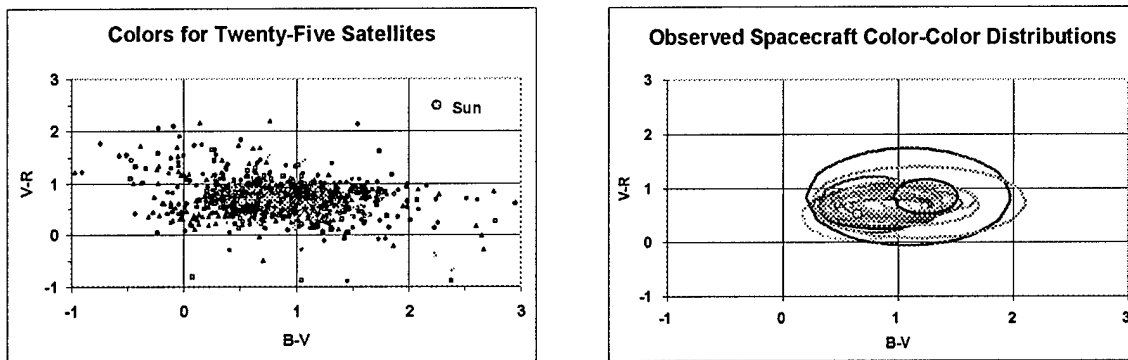 Colors for Twenty-Five Satellites
3
2
1
0
-1
V-R
Sun
-1
0
1
2
3
B-V
Observed Spacecraft Color-Color Distributions
3
2
1
0
-1
V-R
-1
0
1
2
3
B-V